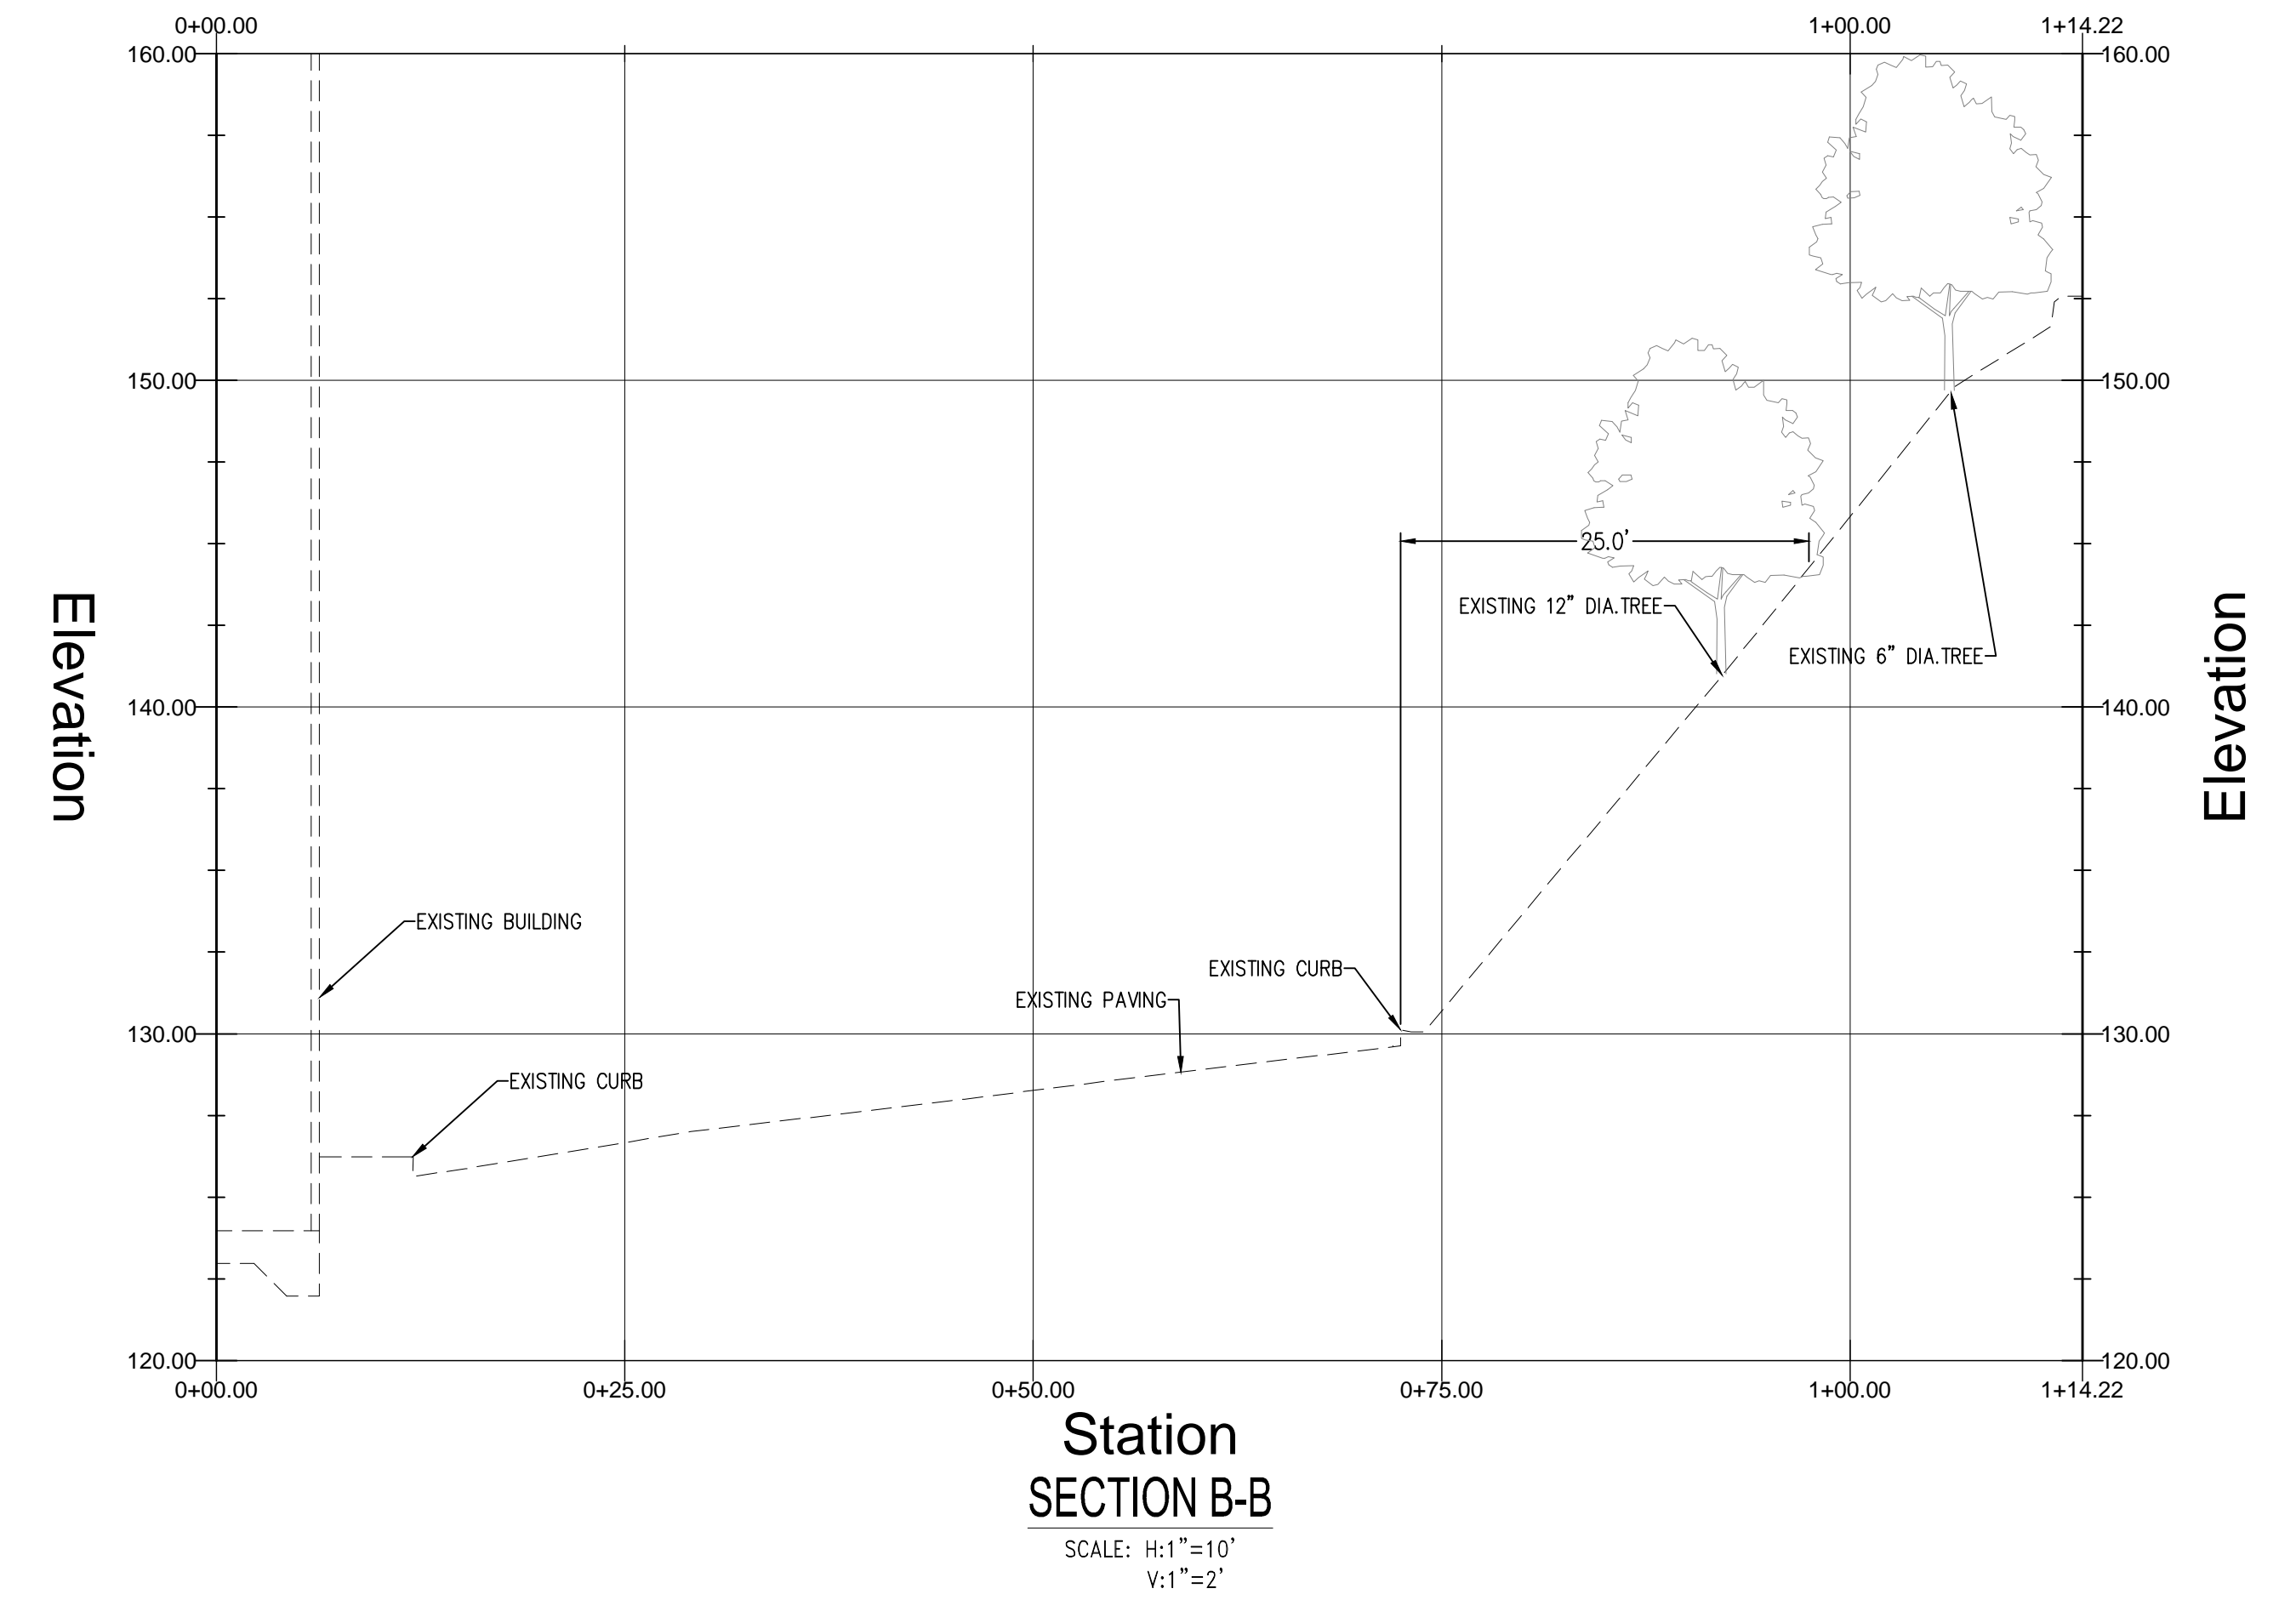 0+00.00 1+00.00 1+14.22
160.00 160.00
150.00 150.00
25.0’
EXISTING 12” DIA.TREE
Elevation Elevation
EXISTING 6” DIA.TREE
140.00 140.00
EXISTING BUILDING
EXISTING CURB
EXISTING PAVING
130.00 130.00
EXISTING CURB
120.00 120.00
0+00.00 0+25.00 0+50.00 0+75.00 1+00.00 1+14.22
Station
SECTION B-B
SCALE: H:1”=10’
V:1”=2’